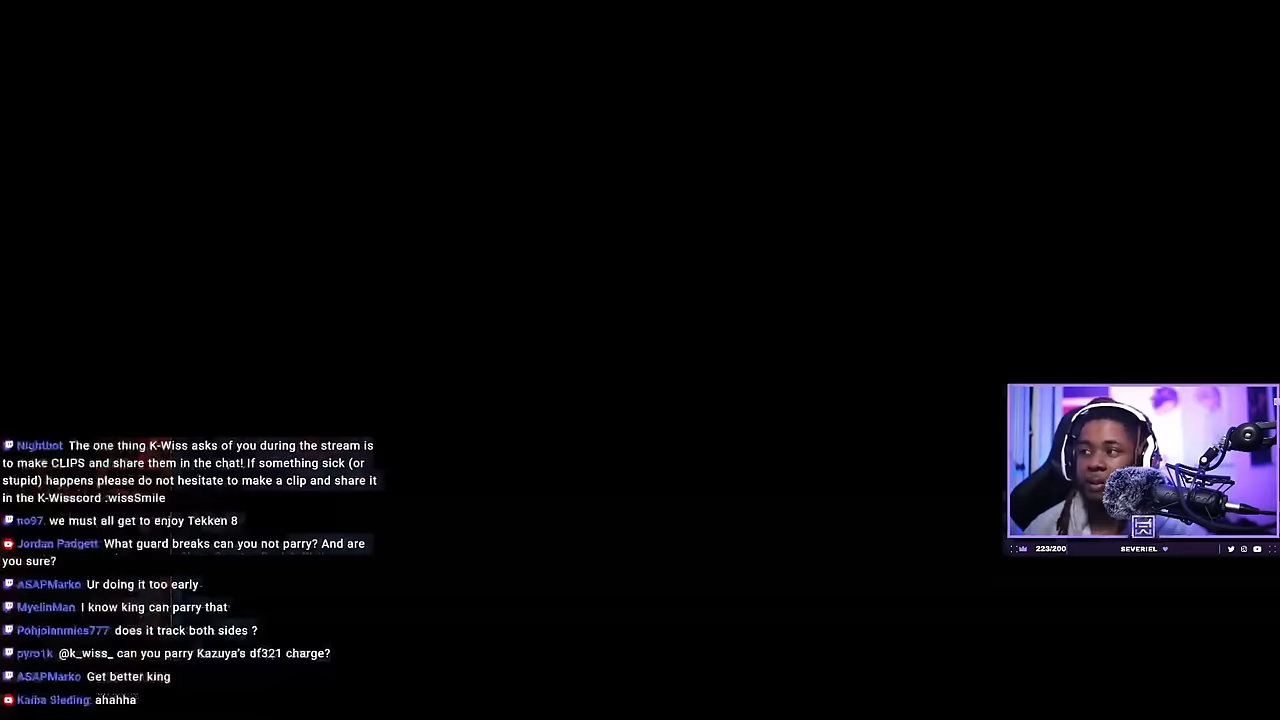 Nightbot The one thing K-Wiss asks of you during the stream is
to make CLIPS and share them in the chat! If something sick (or
stupid) happens please do not hesitate to make a clip and share it
in the K-Wisscord .wissSmile
no97. we must all get to enjoy Tekken 8
Jordan Padgett What guard breaks can you not parry? And are
you sure?
ASAPMarko Ur doing it too early
MyelinMan I know king can parry that
Pohjolanmies777 does it track both sides ?
pyro1k @k_wiss_ can you parry Kazuya's df321 charge?
ASAPMarko Get better king
Kaiba Sleding: ahahha
223/200 SEVERIEL